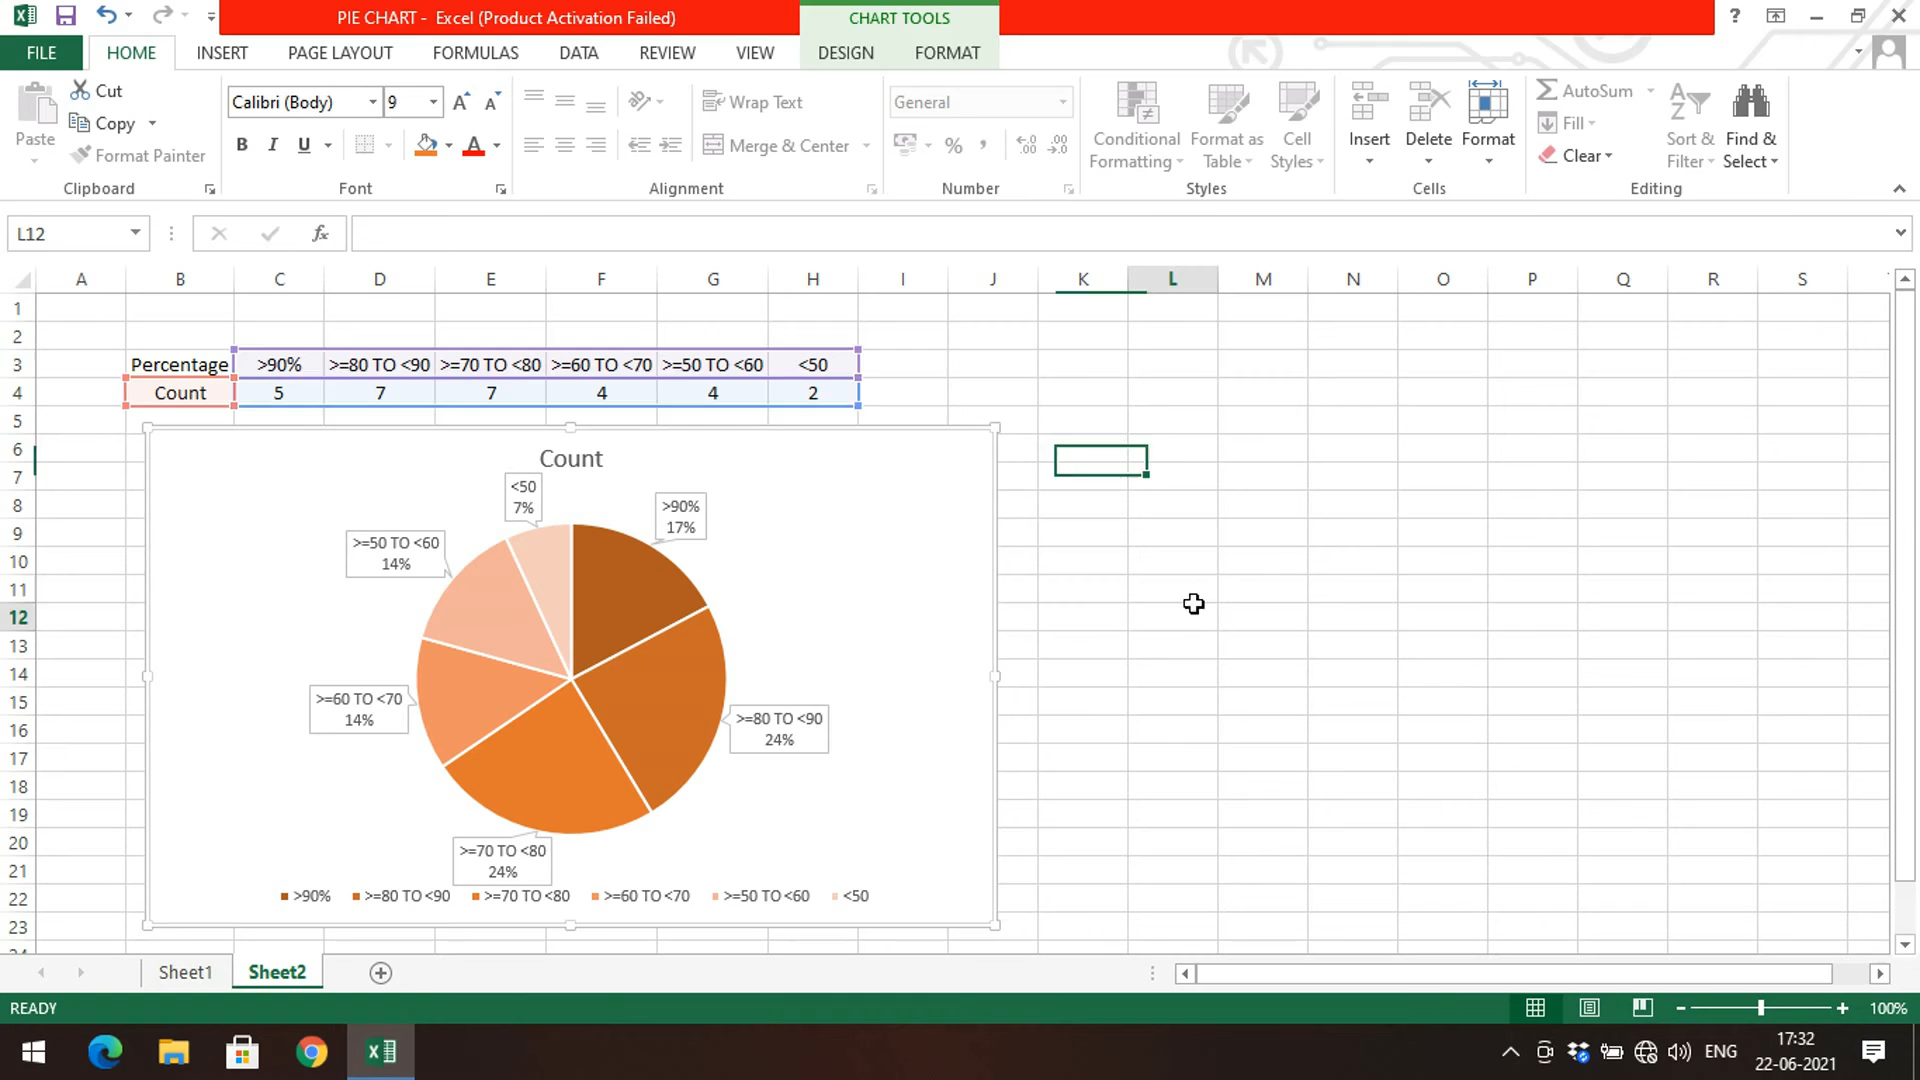 PIE CHART - Excel (Product Activation Failed)
CHART TOOLS
?
FILE HOME INSERT PAGE LAYOUT FORMULAS DATA REVIEW VIEW DESIGN FORMAT
Paste
Cut
Copy
Format Painter
Clipboard
Calibri (Body) 9
B I U
Font
Wrap Text
Merge & Center
Alignment
General
%
Number
Conditional Formatting
Format as Table
Cell Styles
Styles
Insert Delete Format
Cells
AutoSum
Fill
Clear
Sort & Filter
Find & Select
Editing
L12 fx
A B C D E F G H I J K L M N O P Q R S
1
2
3 Percentage >90% >=80 TO <90 >=70 TO <80 >=60 TO <70 >=50 TO <60 <50
4 Count 5 7 7 4 4 2
5
6
7
8
9
10
11
12
13
14
15
16
17
18
19
20
21
22
23
24
Count
<50
7%
>90%
17%
>=50 TO <60
14%
>=60 TO <70
14%
>=80 TO <90
24%
>=70 TO <80
24%
>90% >=80 TO <90 >=70 TO <80 >=60 TO <70 >=50 TO <60 <50
Sheet1 Sheet2
READY
100%
ENG
17:32
22-06-2021